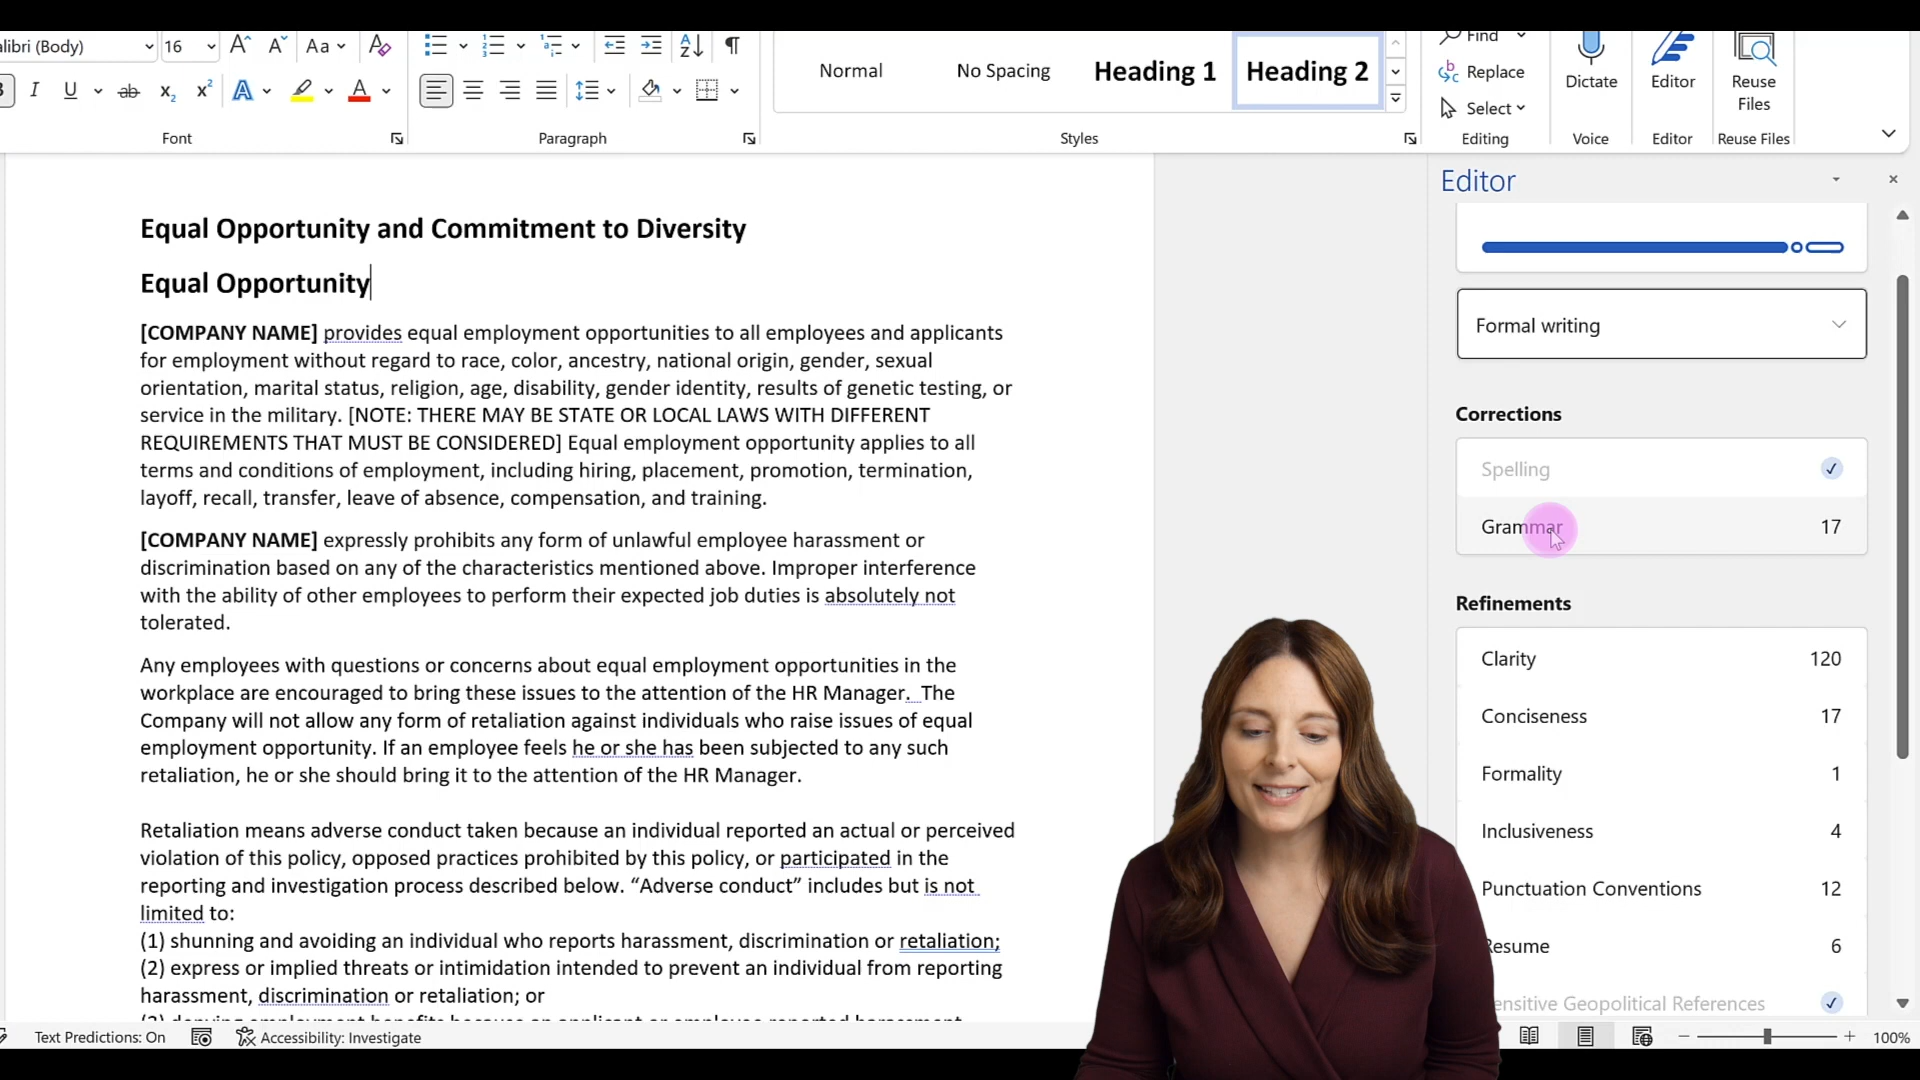 alibri (Body)
16
Aa
Font
Paragraph
Normal
No Spacing
Heading 1
Heading 2
Styles
Find
Replace
Select
Editing
Dictate
Voice
Editor
Editor
Reuse
Files
Reuse Files
Equal Opportunity and Commitment to Diversity
Equal Opportunity
[COMPANY NAME] provides equal employment opportunities to all employees and applicants
for employment without regard to race, color, ancestry, national origin, gender, sexual
orientation, marital status, religion, age, disability, gender identity, results of genetic testing, or
service in the military. [NOTE: THERE MAY BE STATE OR LOCAL LAWS WITH DIFFERENT
REQUIREMENTS THAT MUST BE CONSIDERED] Equal employment opportunity applies to all
terms and conditions of employment, including hiring, placement, promotion, termination,
layoff, recall, transfer, leave of absence, compensation, and training.
[COMPANY NAME] expressly prohibits any form of unlawful employee harassment or
discrimination based on any of the characteristics mentioned above. Improper interference
with the ability of other employees to perform their expected job duties is absolutely not
tolerated.
Any employees with questions or concerns about equal employment opportunities in the
workplace are encouraged to bring these issues to the attention of the HR Manager.  The
Company will not allow any form of retaliation against individuals who raise issues of equal
employment opportunity. If an employee feels he or she has been subjected to any such
retaliation, he or she should bring it to the attention of the HR Manager.
Retaliation means adverse conduct taken because an individual reported an actual or perceived
violation of this policy, opposed practices prohibited by this policy, or participated in the
reporting and investigation process described below. “Adverse conduct” includes but is not
limited to:
(1) shunning and avoiding an individual who reports harassment, discrimination or retaliation;
(2) express or implied threats or intimidation intended to prevent an individual from reporting
harassment, discrimination or retaliation; or
(3) denying employment benefits because an applicant or employee reported harassment
Editor
Formal writing
Corrections
Spelling
Grammar 17
Refinements
Clarity 120
Conciseness 17
Formality 1
Inclusiveness 4
Punctuation Conventions 12
Resume 6
ensitive Geopolitical References
Text Predictions: On
Accessibility: Investigate
100%